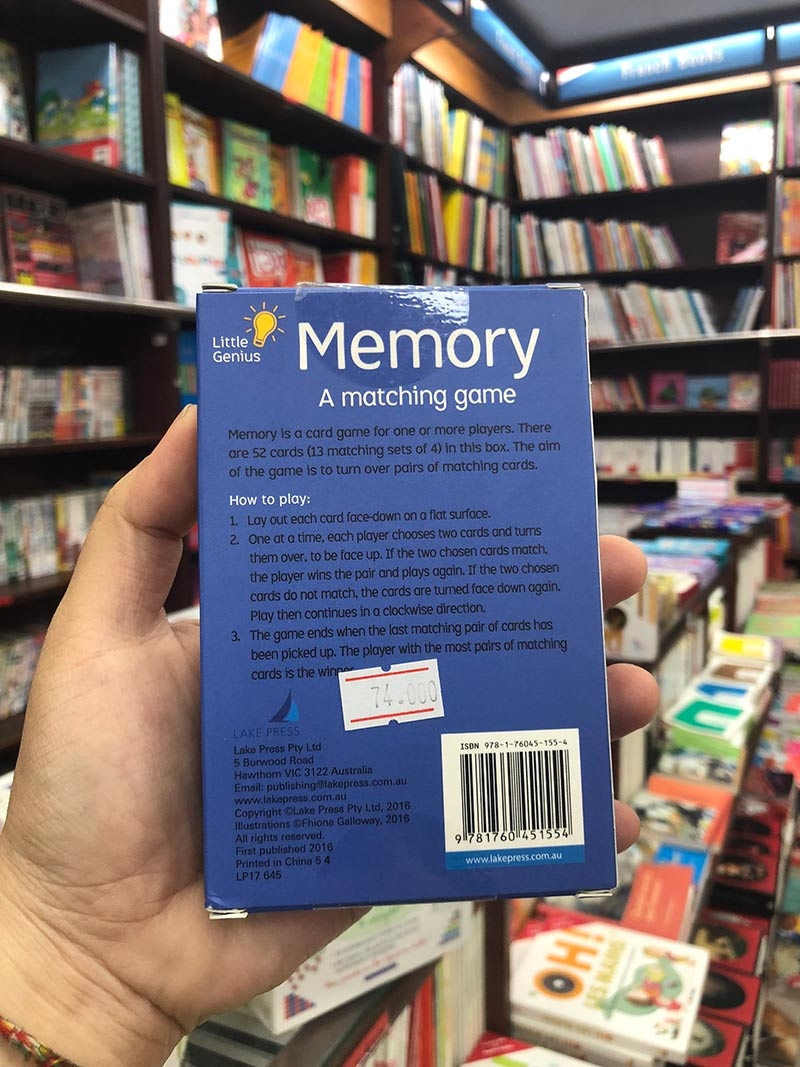 French Books
Little
Genius
Memory
A matching game
Memory is a card game for one or more players. There
are 52 cards (13 matching sets of 4) in this box. The aim
of the game is to turn over pairs of matching cards.
How to play:
1. Lay out each card face-down on a flat surface.
2. One at a time, each player chooses two cards and turns
them over, to be face up. If the two chosen cards match,
the player wins the pair and plays again. If the two chosen
cards do not match, the cards are turned face down again.
Play then continues in a clockwise direction.
3. The game ends when the last matching pair of cards has
been picked up. The player with the most pairs of matching
cards is the winner
74.000
LAKE PRESS
Lake Press Pty Ltd
5 Burwood Road
Hawthorn VIC 3122 Australia
Email: publishing@lakepress.com.au
www.lakepress.com.au
Copyright ©Lake Press Pty Ltd, 2016
Illustrations ©Fhiona Galloway, 2016
All rights reserved.
First published 2016
Printed in China 5 4
LP17 645
ISBN 978-1-76045-155-4
9 781760 451554
www.lakepress.com.au
OH!